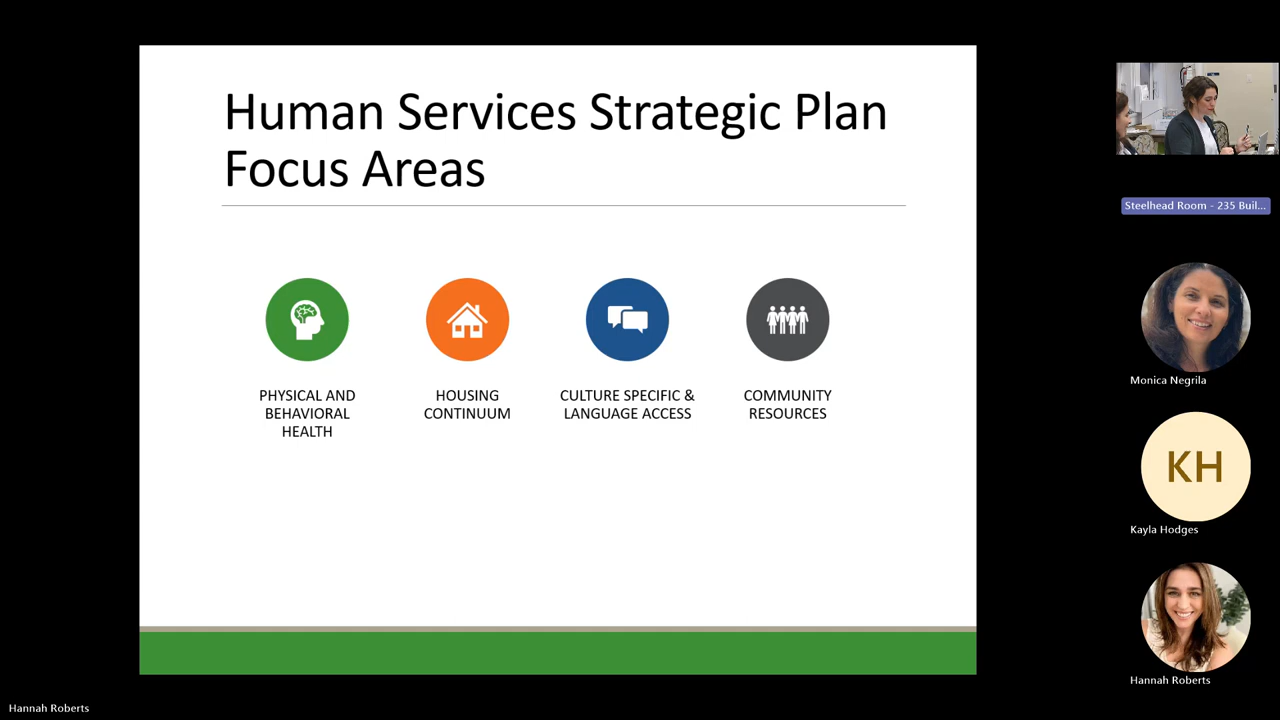 Human Services Strategic Plan
Focus Areas
PHYSICAL AND
BEHAVIORAL
HEALTH
HOUSING
CONTINUUM
CULTURE SPECIFIC &
LANGUAGE ACCESS
COMMUNITY
RESOURCES
Steelhead Room - 235 Buil...
Monica Negrila
KH
Kayla Hodges
Hannah Roberts
Hannah Roberts